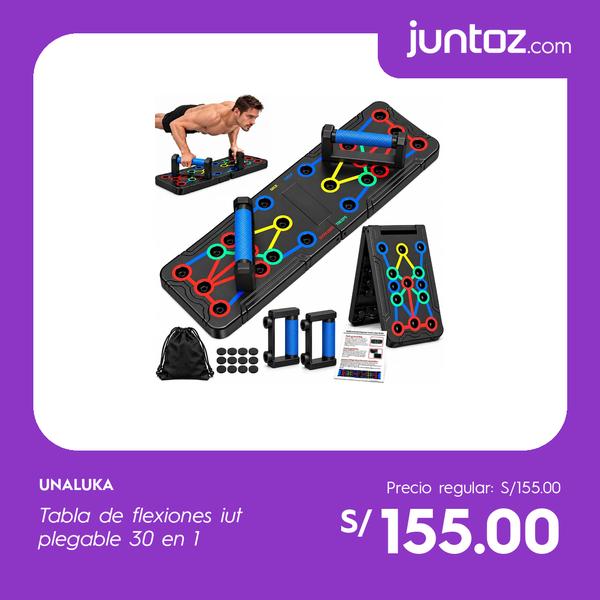 juntoz.com
UNALUKA
Tabla de flexiones iut
plegable 30 en 1
Precio regular: S/155.00
S/155.00